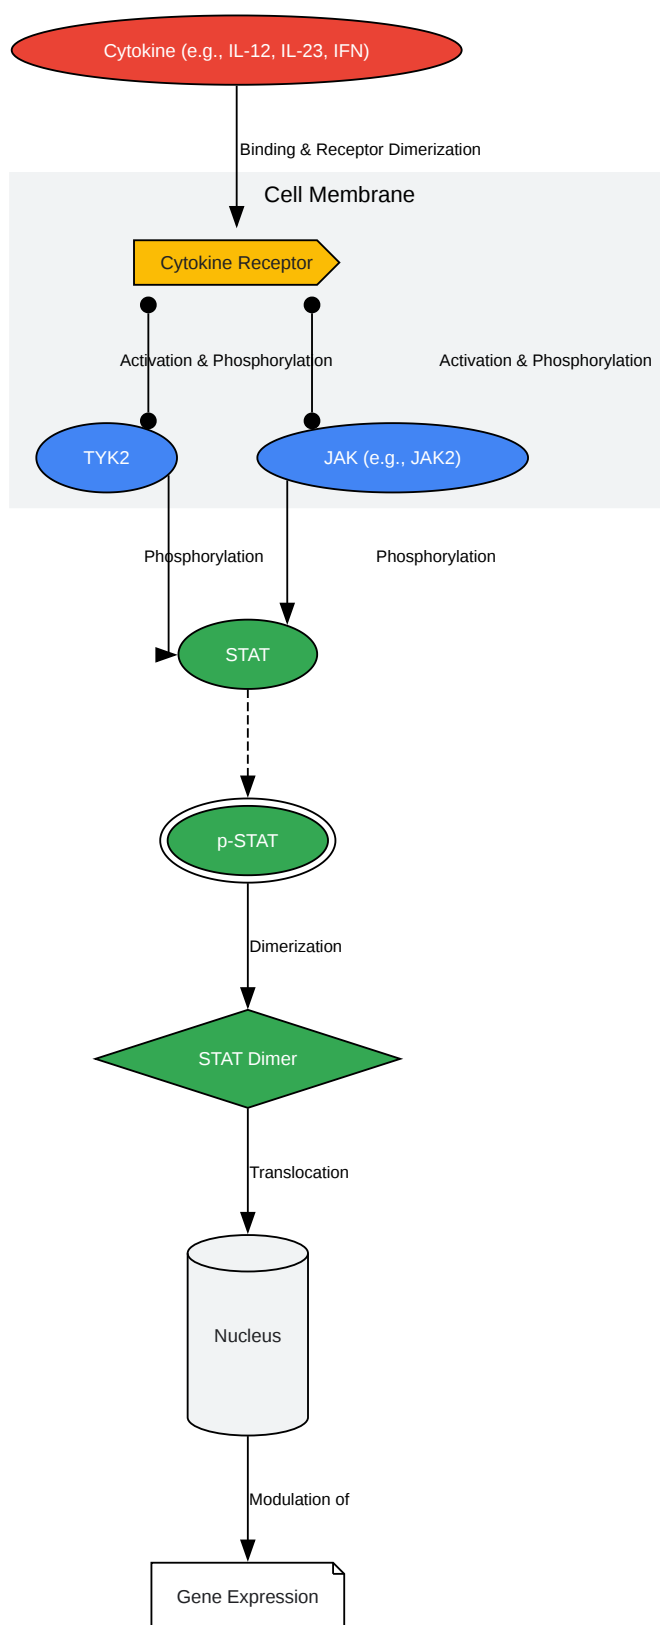 Cytokine (e.g., IL-12, IL-23, IFN)
Binding & Receptor Dimerization
Cell Membrane
Cytokine Receptor
Activation & Phosphorylation
Activation & Phosphorylation
TYK2
JAK (e.g., JAK2)
Phosphorylation
Phosphorylation
STAT
p-STAT
Dimerization
STAT Dimer
Translocation
Nucleus
Modulation of
Gene Expression